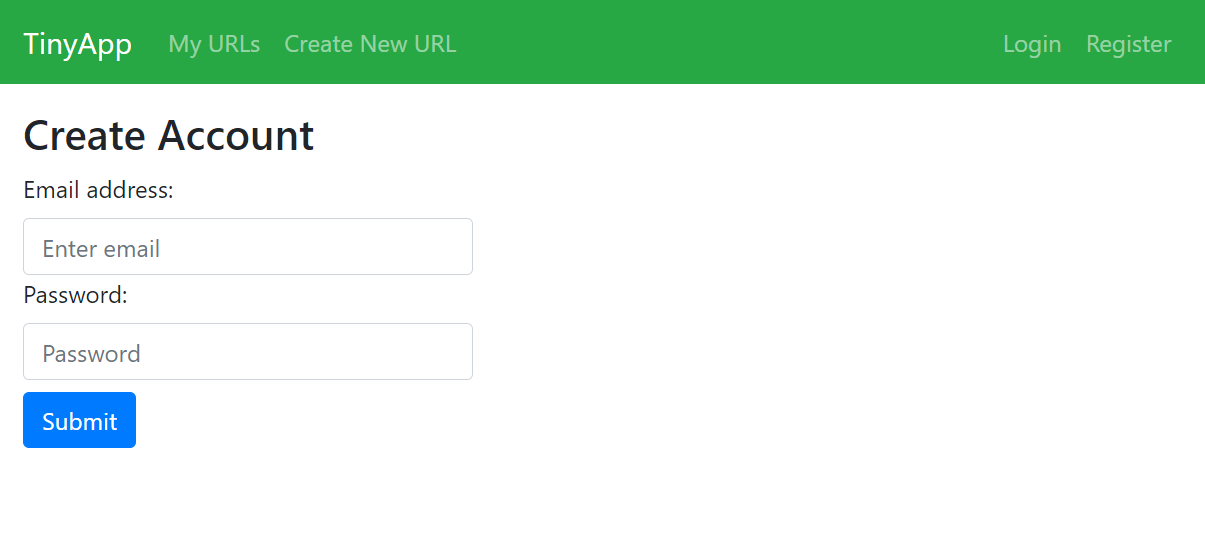 TinyApp My URLs Create New URL Login Register
Create Account
Email address:
Enter email
Password:
Password
Submit